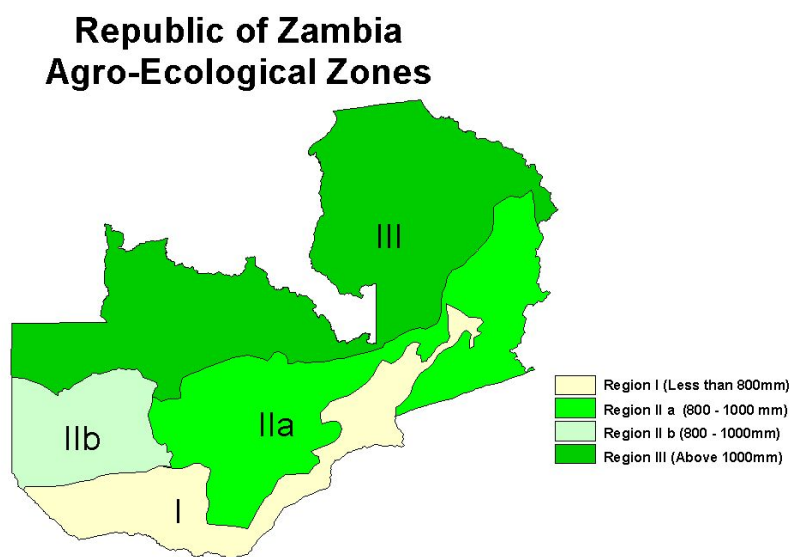 Republic of Zambia
Agro-Ecological Zones
III
IIb
IIa
I
Region I (Less than 800mm)
Region II a (800 - 1000 mm)
Region II b (800 - 1000mm)
Region III (Above 1000mm)